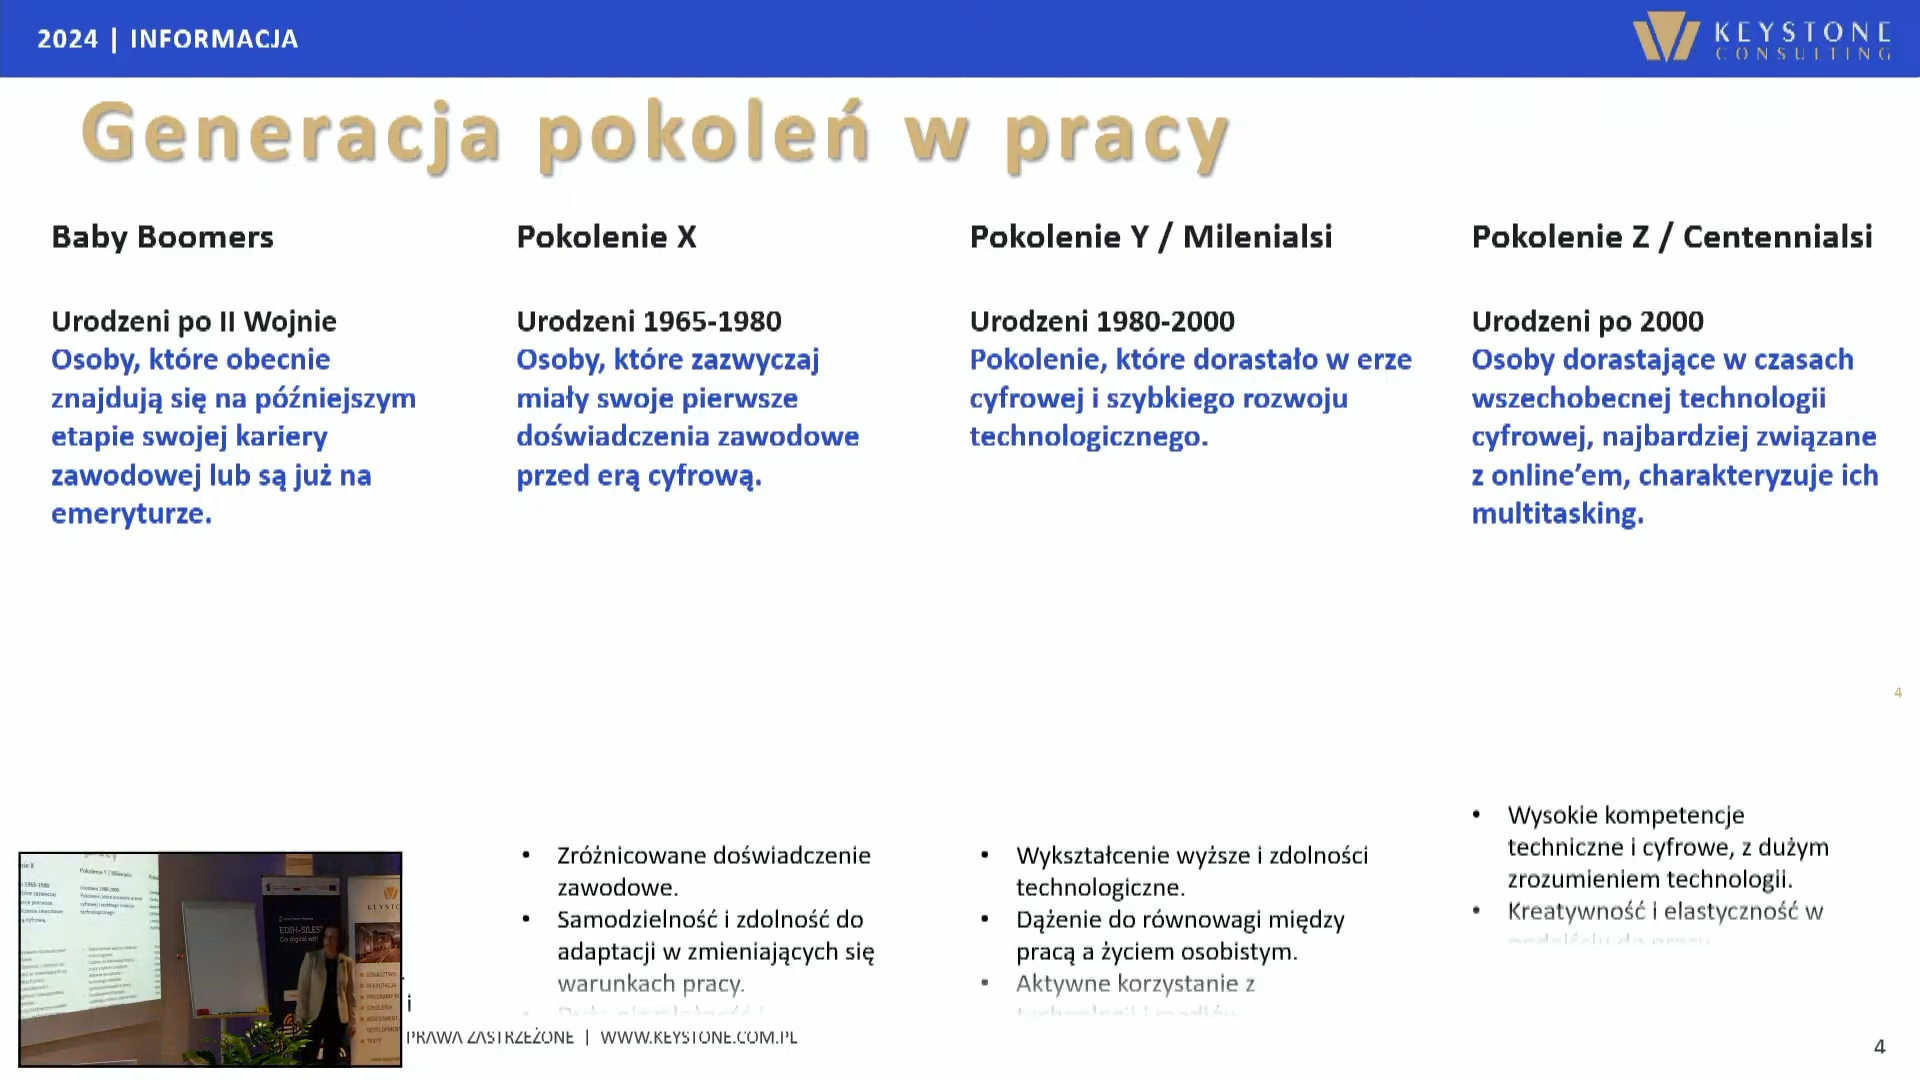 2024 | INFORMACJA
KEYSTONE
CONSULTING
Generacja pokoleń w pracy
Baby Boomers
Urodzeni po II Wojnie
Osoby, które obecnie
znajdują się na późniejszym
etapie swojej kariery
zawodowej lub są już na
emeryturze.
Pokolenie X
Urodzeni 1965-1980
Osoby, które zazwyczaj
miały swoje pierwsze
doświadczenia zawodowe
przed erą cyfrową.
• Zróżnicowane doświadczenie
zawodowe.
• Samodzielność i zdolność do
adaptacji w zmieniających się
warunkach pracy.
Pokolenie Y / Milenialsi
Urodzeni 1980-2000
Pokolenie, które dorastało w erze
cyfrowej i szybkiego rozwoju
technologicznego.
• Wykształcenie wyższe i zdolności
technologiczne.
• Dążenie do równowagi między
pracą a życiem osobistym.
• Aktywne korzystanie z
Pokolenie Z / Centennialsi
Urodzeni po 2000
Osoby dorastające w czasach
wszechobecnej technologii
cyfrowej, najbardziej związane
z online’em, charakteryzuje ich
multitasking.
4
• Wysokie kompetencje
techniczne i cyfrowe, z dużym
zrozumieniem technologii.
• Kreatywność i elastyczność w
i
PRAWA ZASTRZEŻONE | WWW.KEYSTONE.COM.PL
4
EDIH-SILES